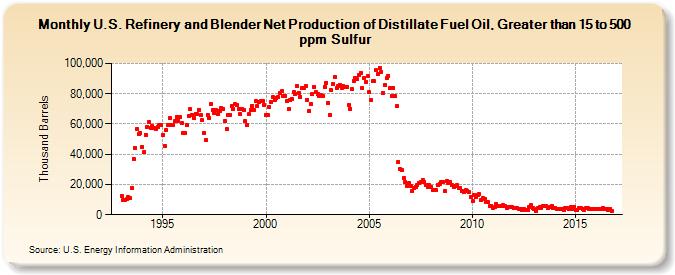 Monthly U.S. Refinery and Blender Net Production of Distillate Fuel Oil, Greater than 15 to 500
ppm Sulfur
Thousand Barrels
100,000
80,000
60,000
40,000
20,000
0
1995
2000
2005
2010
2015
Source: U.S. Energy Information Administration